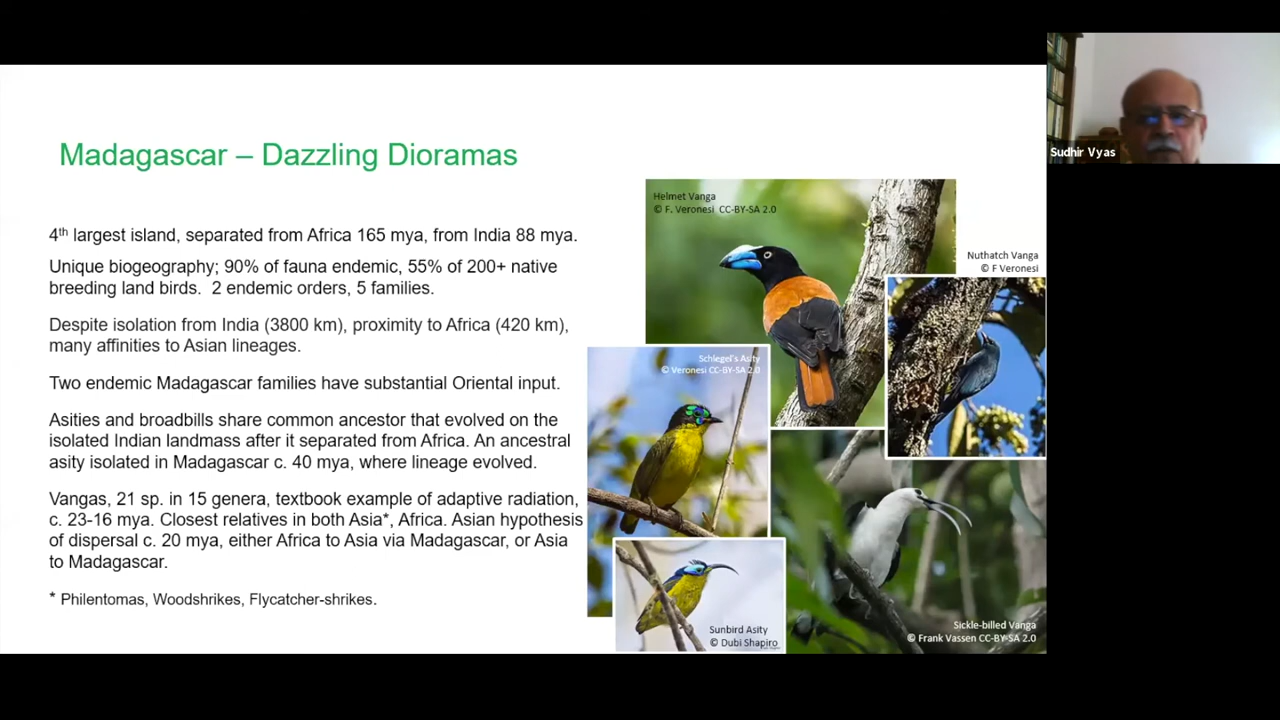 Madagascar – Dazzling Dioramas
4th largest island, separated from Africa 165 mya, from India 88 mya.
Unique biogeography; 90% of fauna endemic, 55% of 200+ native
breeding land birds. 2 endemic orders, 5 families.
Despite isolation from India (3800 km), proximity to Africa (420 km),
many affinities to Asian lineages.
Two endemic Madagascar families have substantial Oriental input.
Asities and broadbills share common ancestor that evolved on the
isolated Indian landmass after it separated from Africa. An ancestral
asity isolated in Madagascar c. 40 mya, where lineage evolved.
Vangas, 21 sp. in 15 genera, textbook example of adaptive radiation,
c. 23-16 mya. Closest relatives in both Asia*, Africa. Asian hypothesis
of dispersal c. 20 mya, either Africa to Asia via Madagascar, or Asia
to Madagascar.
* Philentomas, Woodshrikes, Flycatcher-shrikes.
Helmet Vanga
© F. Veronesi CC-BY-SA 2.0
Nuthatch Vanga
© F Veronesi
Schlegel's Asity
© Veronesi CC-BY-SA 2.0
Sunbird Asity
© Dubi Shapiro
Sickle-billed Vanga
© Frank Vassen CC-BY-SA 2.0
Sudhir Vyas